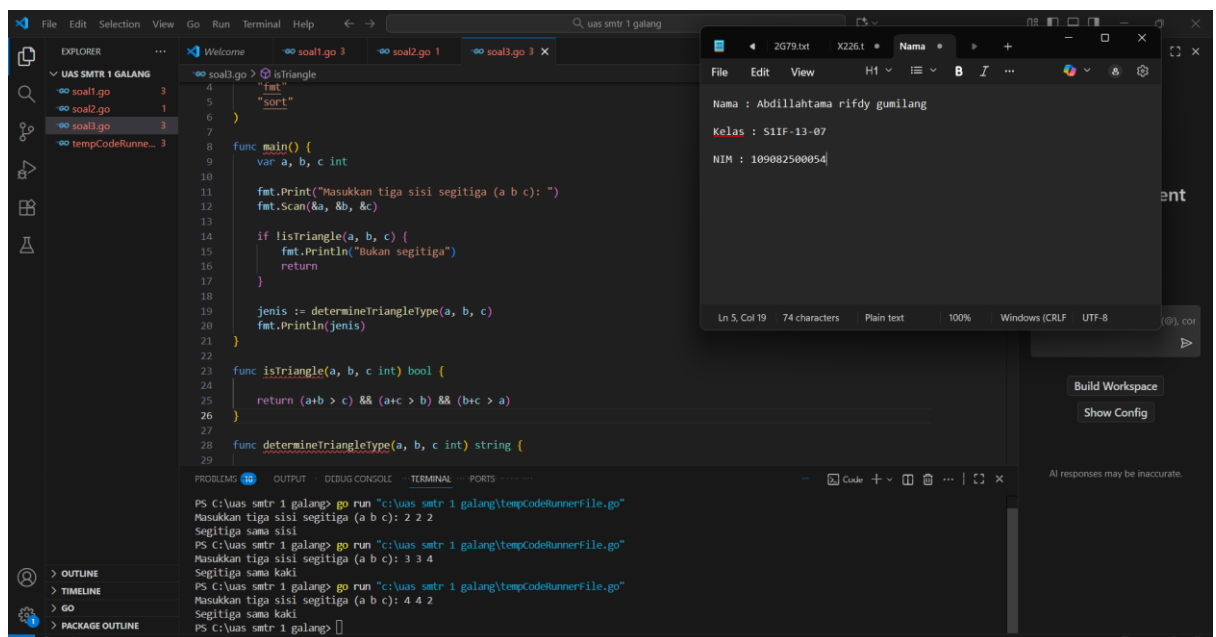 File Edit Selection View Go Run Terminal Help
uas smtr 1 galang
EXPLORER
UAS SMTR 1 GALANG
soal1.go 3
soal2.go 1
soal3.go 3
tempCodeRunne... 3
OUTLINE
TIMELINE
GO
PACKAGE OUTLINE
Welcome soal1.go 3 soal2.go 1 soal3.go 3
soal3.go > isTriangle
4 "fmt"
5 "sort"
6 )
7
8 func main() {
9 var a, b, c int
10
11 fmt.Print("Masukkan tiga sisi segitiga (a b c): ")
12 fmt.Scan(&a, &b, &c)
13
14 if !isTriangle(a, b, c) {
15 fmt.Println("Bukan segitiga")
16 return
17 }
18
19 jenis := determineTriangleType(a, b, c)
20 fmt.Println(jenis)
21 }
22
23 func isTriangle(a, b, c int) bool {
24
25 return (a+b > c) && (a+c > b) && (b+c > a)
26 }
27
28 func determineTriangleType(a, b, c int) string {
29
PROBLEMS 10 OUTPUT DEBUG CONSOLE TERMINAL PORTS
Code
PS C:\uas smtr 1 galang> go run "c:\uas smtr 1 galang\tempCodeRunnerFile.go"
Masukkan tiga sisi segitiga (a b c): 2 2 2
Segitiga sama sisi
PS C:\uas smtr 1 galang> go run "c:\uas smtr 1 galang\tempCodeRunnerFile.go"
Masukkan tiga sisi segitiga (a b c): 3 3 4
Segitiga sama kaki
PS C:\uas smtr 1 galang> go run "c:\uas smtr 1 galang\tempCodeRunnerFile.go"
Masukkan tiga sisi segitiga (a b c): 4 4 2
Segitiga sama kaki
PS C:\uas smtr 1 galang>
2G79.txt X226.t Nama
File Edit View H1 B I ...
Nama : Abdillahtama rifdy gumilang
Kelas : S1IF-13-07
NIM : 109082500054
Ln 5, Col 19 74 characters Plain text 100% Windows (CRLF UTF-8
ent
(@), cor
Build Workspace
Show Config
AI responses may be inaccurate.